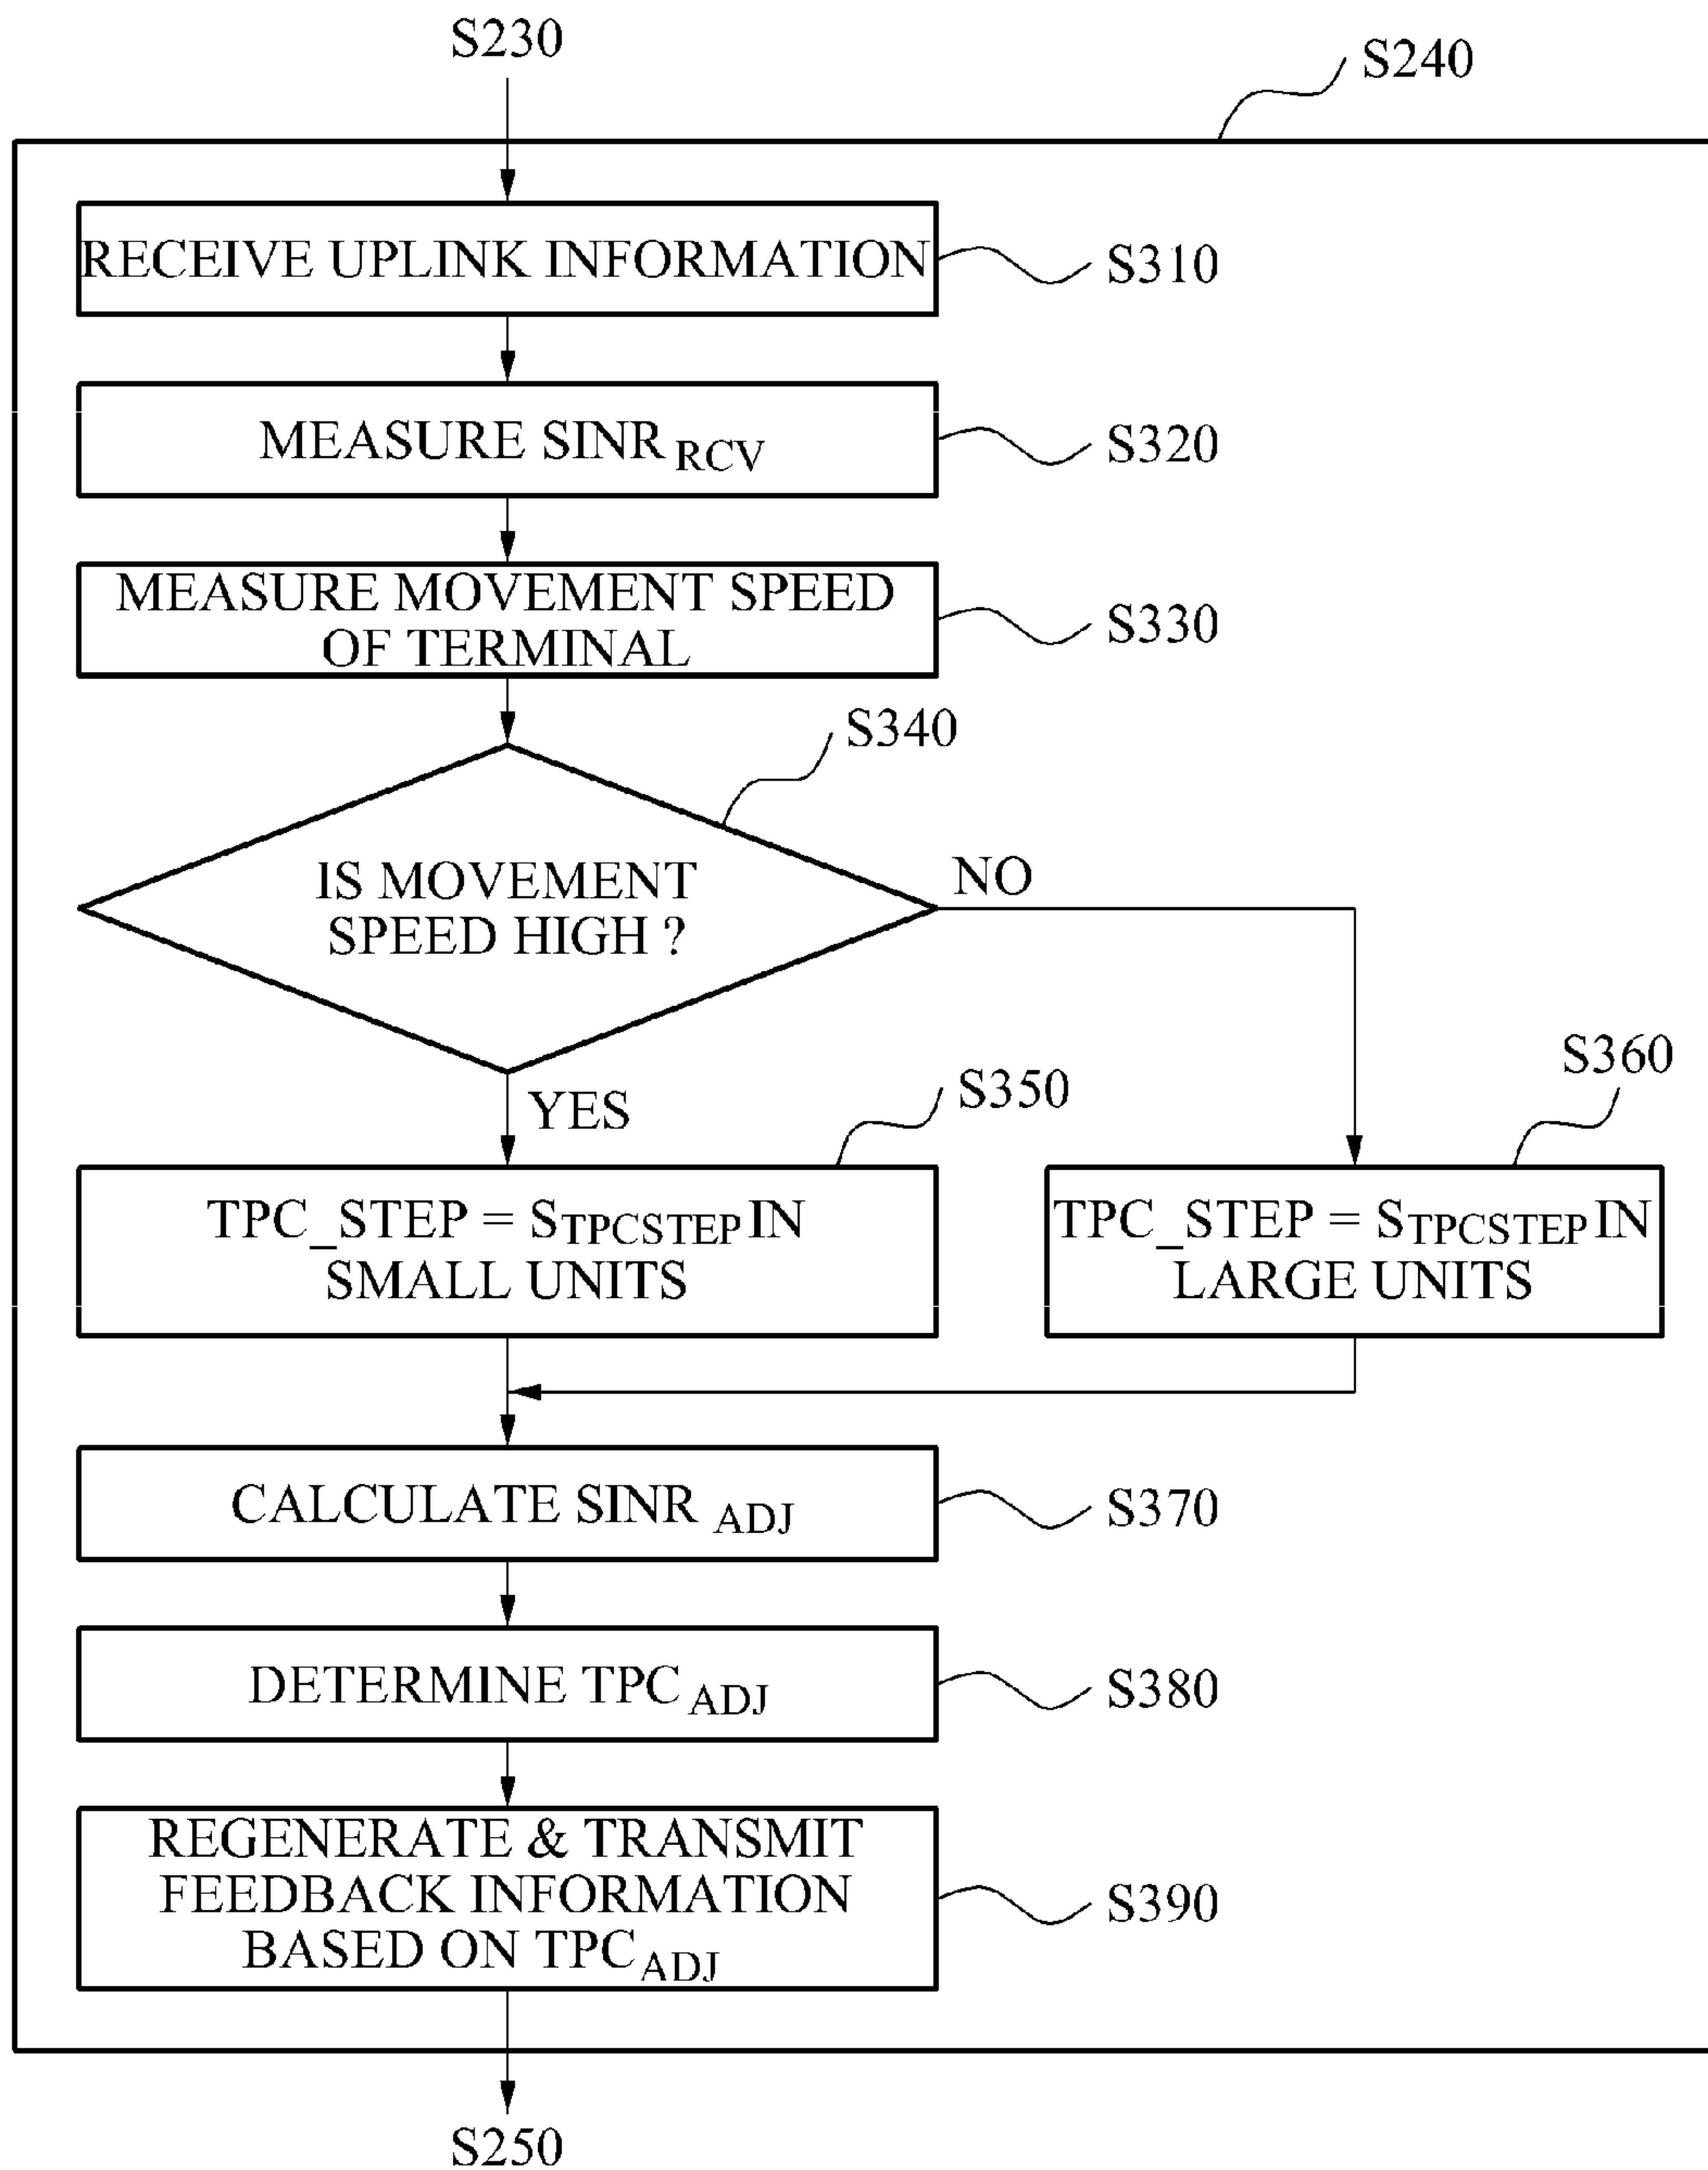 S230
S240
RECEIVE UPLINK INFORMATION
S310
MEASURE SINR RCV
S320
MEASURE MOVEMENT SPEED
OF TERMINAL
S330
S340
IS MOVEMENT
SPEED HIGH ?
NO
YES
S350
S360
TPC_STEP = STPCSTEP IN
SMALL UNITS
TPC_STEP = STPCSTEP IN
LARGE UNITS
CALCULATE SINR ADJ
S370
DETERMINE TPC ADJ
S380
REGENERATE & TRANSMIT
FEEDBACK INFORMATION
BASED ON TPC ADJ
S390
S250